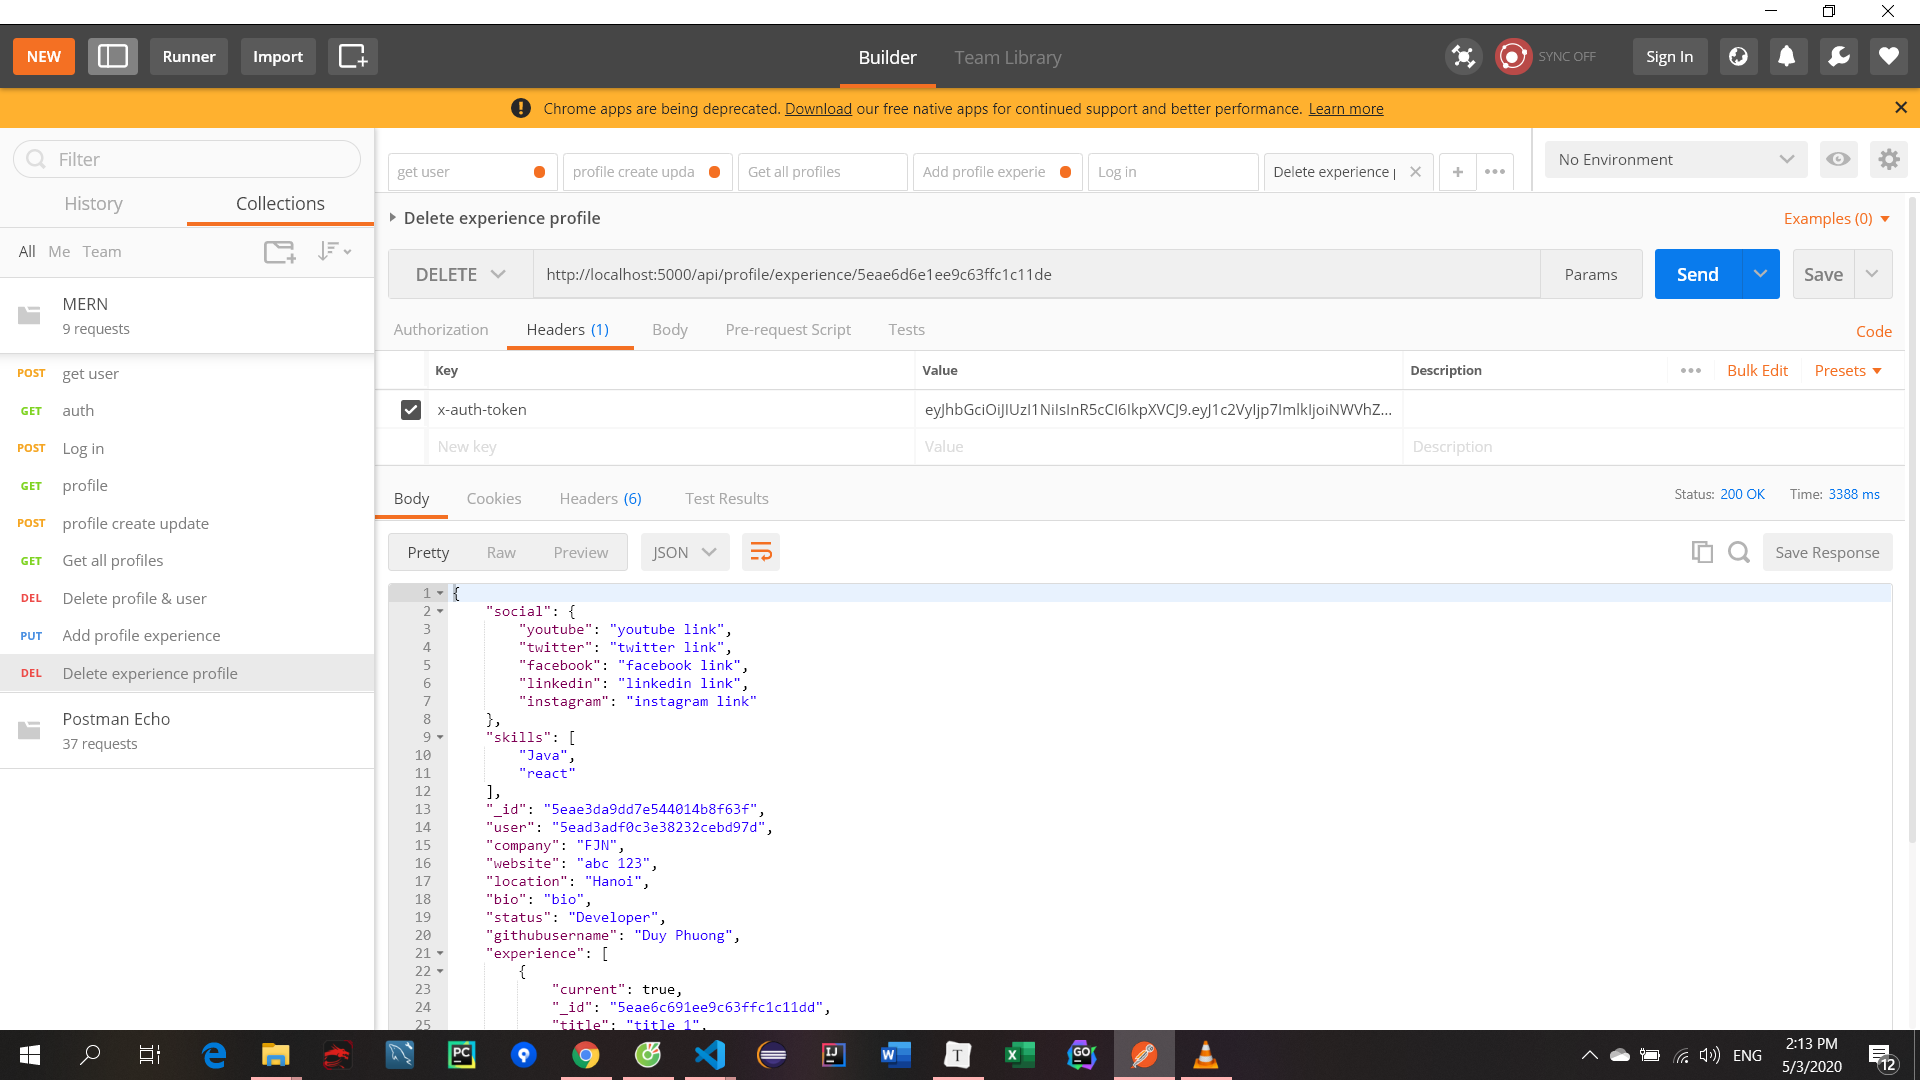 NEW
Runner
Import
Builder
Team Library
SYNC OFF
Sign In
Chrome apps are being deprecated. Download our free native apps for continued support and better performance. Learn more
Filter
History
Collections
All Me Team
MERN
9 requests
POST get user
GET auth
POST Log in
GET profile
POST profile create update
GET Get all profiles
DEL Delete profile & user
PUT Add profile experience
DEL Delete experience profile
Postman Echo
37 requests
get user
profile create upda
Get all profiles
Add profile experie
Log in
Delete experience
No Environment
Delete experience profile
Examples (0)
DELETE
http://localhost:5000/api/profile/experience/5eae6d6e1ee9c63ffc1c11de
Params
Send
Save
Authorization
Headers (1)
Body
Pre-request Script
Tests
Code
Key
Value
Description
Bulk Edit
Presets
x-auth-token
eyJhbGciOiJIUzI1NiIsInR5cCI6IkpXVCJ9.eyJ1c2VyIjp7ImlkIjoiNWVhZ...
New key
Value
Description
Body
Cookies
Headers (6)
Test Results
Status: 200 OK
Time: 3388 ms
Pretty
Raw
Preview
JSON
Save Response
1 {
2 "social": {
3 "youtube": "youtube link",
4 "twitter": "twitter link",
5 "facebook": "facebook link",
6 "linkedin": "linkedin link",
7 "instagram": "instagram link"
8 },
9 "skills": [
10 "Java",
11 "react"
12 ],
13 "_id": "5eae3da9dd7e544014b8f63f",
14 "user": "5ead3adf0c3e38232cebd97d",
15 "company": "FJN",
16 "website": "abc 123",
17 "location": "Hanoi",
18 "bio": "bio",
19 "status": "Developer",
20 "githubusername": "Duy Phuong",
21 "experience": [
22 {
23 "current": true,
24 "_id": "5eae6c691ee9c63ffc1c11dd",
25 "title": "title 1",
ENG
2:13 PM
5/3/2020
12